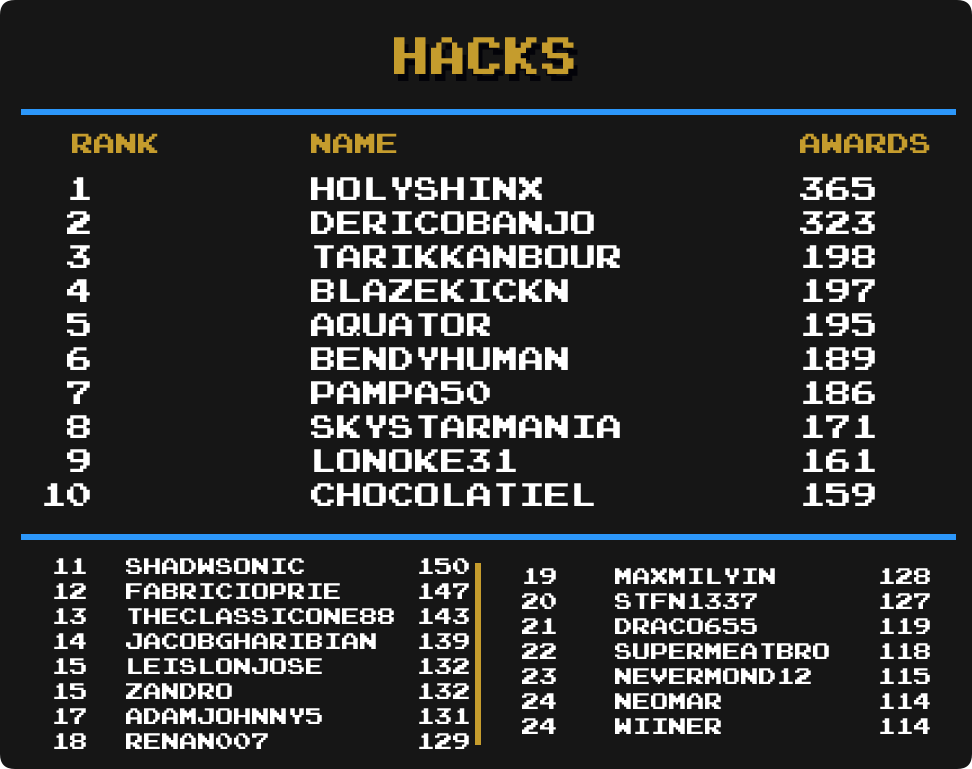 HACKS
RANK NAME AWARDS
1 HOLYSHINX 365
2 DERICOBANJO 323
3 TARIKKANBOUR 198
4 BLAZEKICKN 197
5 AQUATOR 195
6 BENDYHUMAN 189
7 PAMPA50 186
8 SKYSTARMANIA 171
9 LONOKE31 161
10 CHOCOLATIEL 159
11 SHADWSONIC 150
12 FABRICIOPRIE 147
13 THECLASSICONE88 143
14 JACOBGHARIBIAN 139
15 LEISLONJOSE 132
15 ZANDRO 132
17 ADAMJOHNNY5 131
18 RENAN007 129
19 MAXMILYIN 128
20 STFN1337 127
21 DRACO655 119
22 SUPERMEATBRO 118
23 NEVERMOND12 115
24 NEOMAR 114
24 WIINER 114